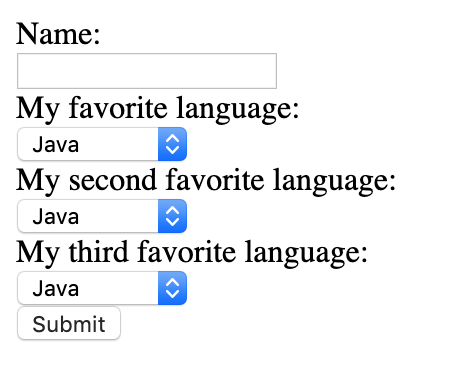 Name:
My favorite language:
Java
My second favorite language:
Java
My third favorite language:
Java
Submit